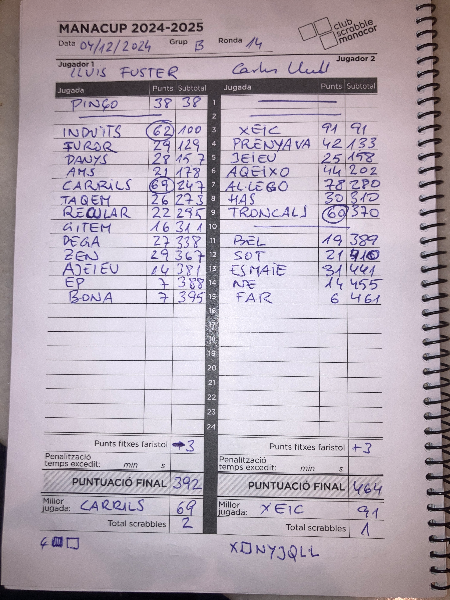 MANACUP 2024-2025
club scrabble manacor
Data 04/12/2024 Grup B Ronda 14
Jugador 1 Jugador 2
LLUIS FUSTER Carles Llull
Jugada Punts Subtotal Jugada Punts Subtotal
PINGO 38 38 1
2
INDUÏTS 62 100 3 XEIC 91 91
FUROR 29 129 4 PRENYAVA 42 133
DANYS 28 157 5 JEIEU 25 158
AMS 21 178 6 AQEIXO 44 202
CARRILS 69 247 7 AL·LEGO 78 280
TAQEM 26 273 8 HAS 30 310
RECULAR 22 295 9 TRONCALS 60 370
GITEM 16 311 10
DEGA 27 338 11 BEL 19 389
ZEN 29 367 12 SOT 21 410
AJEIEU 14 381 13 ESMAIE 31 441
EP 7 388 14 NE 14 455
BONA 7 395 15 FAR 6 461
16
17
18
19
20
21
22
23
24
Punts fitxes faristol -3 Punts fitxes faristol +3
Penalització temps excedit: min s Penalització temps excedit: min s
PUNTUACIÓ FINAL 392 PUNTUACIÓ FINAL 464
Millor jugada: CARRILS 69 Millor jugada: XEIC 91
Total scrabbles 2 Total scrabbles 1